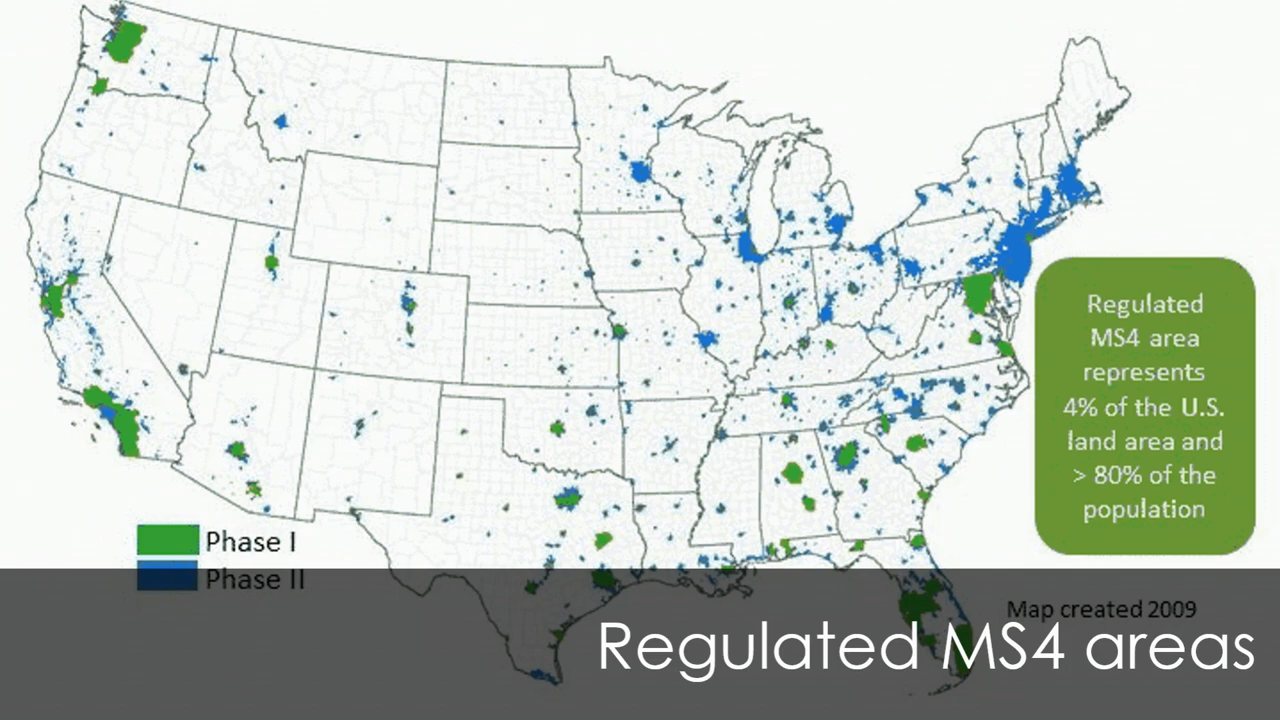 Regulated
MS4 area
represents
4% of the U.S.
land area and
> 80% of the
population
Phase I
Phase II
Map created 2009
Regulated MS4 areas